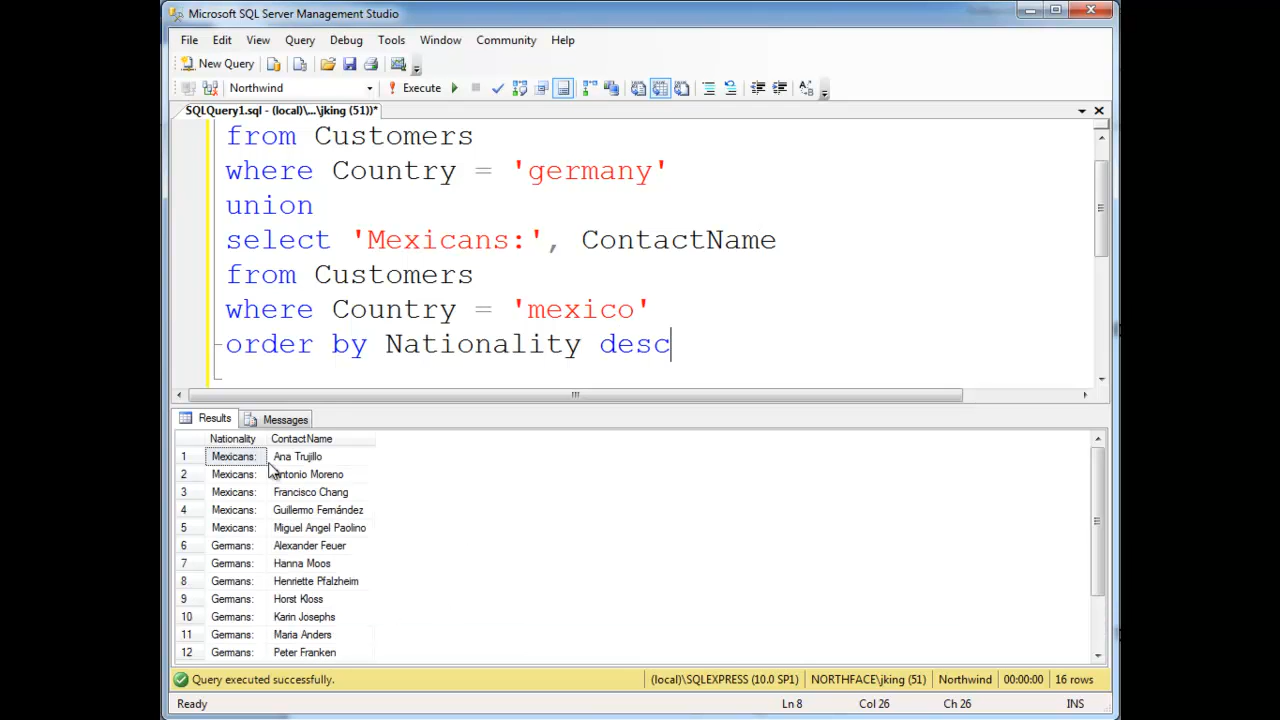 Microsoft SQL Server Management Studio
File Edit View Query Debug Tools Window Community Help
New Query
Northwind Execute
SQLQuery1.sql - (local)\...\jking (51))*
from Customers
where Country = 'germany'
union
select 'Mexicans:', ContactName
from Customers
where Country = 'mexico'
order by Nationality desc
Results Messages
Nationality ContactName
1 Mexicans: Ana Trujillo
2 Mexicans: Antonio Moreno
3 Mexicans: Francisco Chang
4 Mexicans: Guillermo Fernández
5 Mexicans: Miguel Angel Paolino
6 Germans: Alexander Feuer
7 Germans: Hanna Moos
8 Germans: Henriette Pfalzheim
9 Germans: Horst Kloss
10 Germans: Karin Josephs
11 Germans: Maria Anders
12 Germans: Peter Franken
Query executed successfully. (local)\SQLEXPRESS (10.0 SP1) NORTHFACE\jking (51) Northwind 00:00:00 16 rows
Ready Ln 8 Col 26 Ch 26 INS